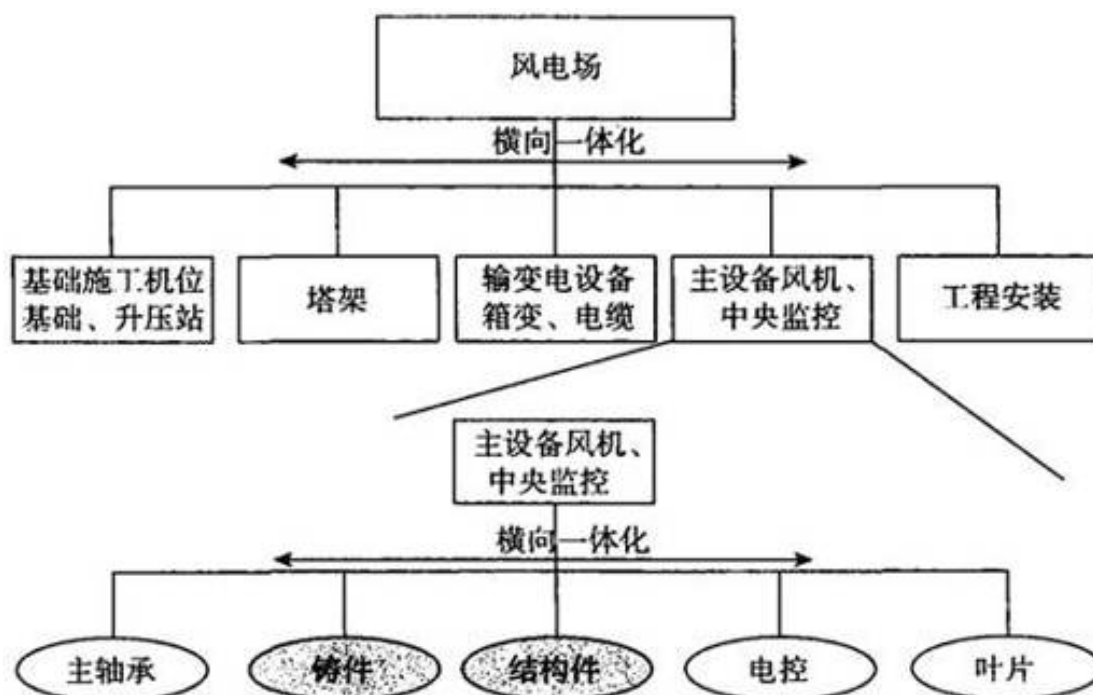 风电场
横向一体化
基础施工机位
基础、升压站
塔架
输变电设备
箱变、电缆
主设备风机、
中央监控
工程安装
主设备风机、
中央监控
横向一体化
主轴承
铸件
结构件
电控
叶片